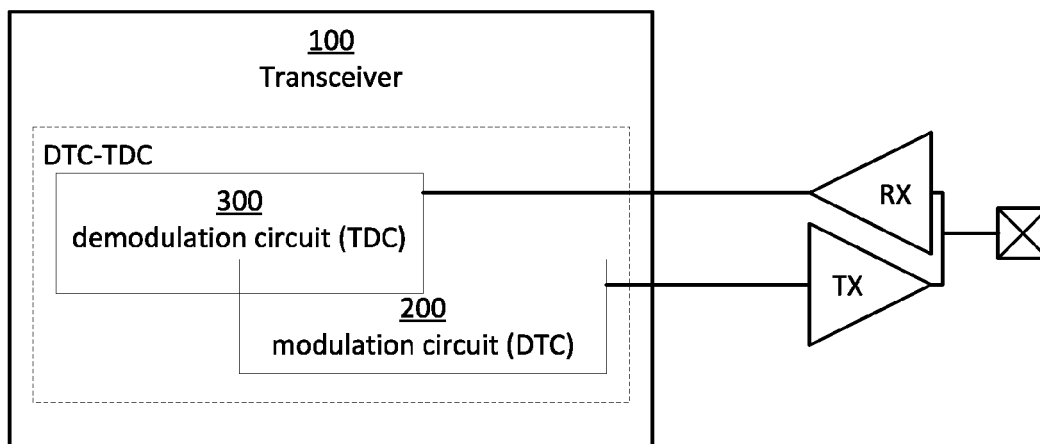 100
Transceiver
DTC-TDC
300
demodulation circuit (TDC)
200
modulation circuit (DTC)
RX
TX